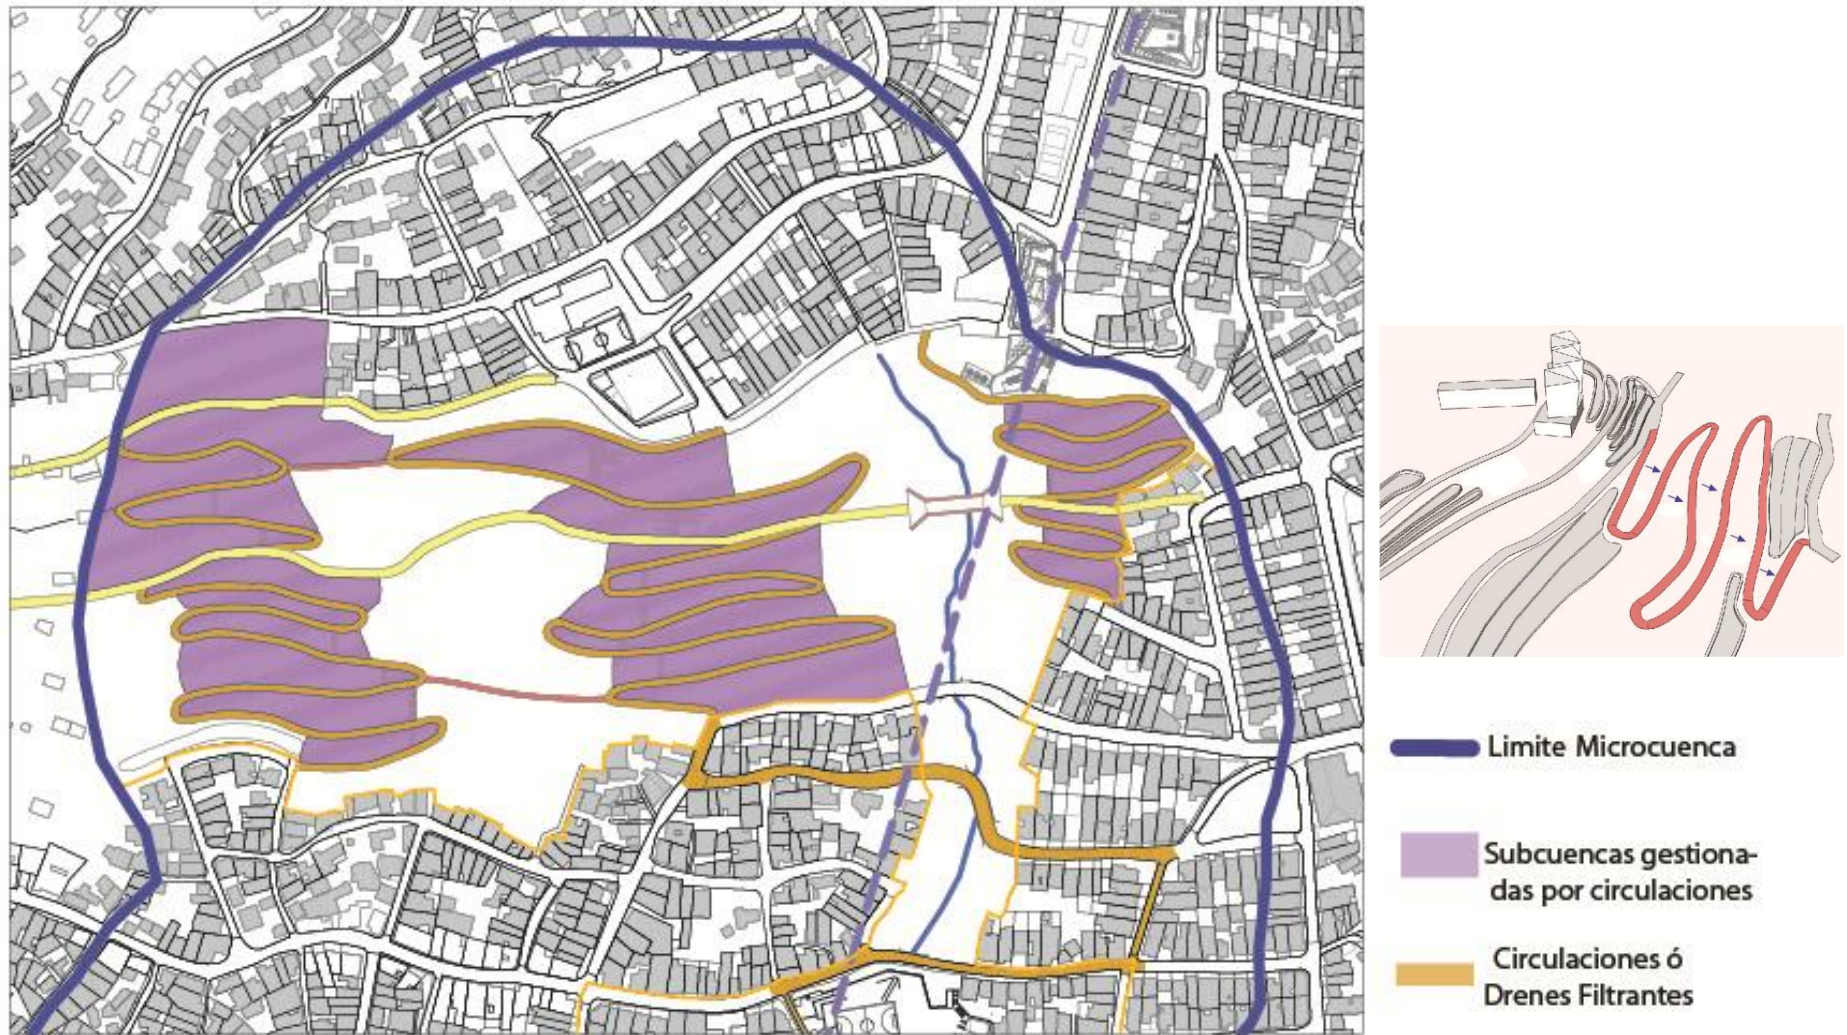 Limite Microcuenca
Subcuencas gestiona-
das por circulaciones
Circulaciones ó
Drenes Filtrantes